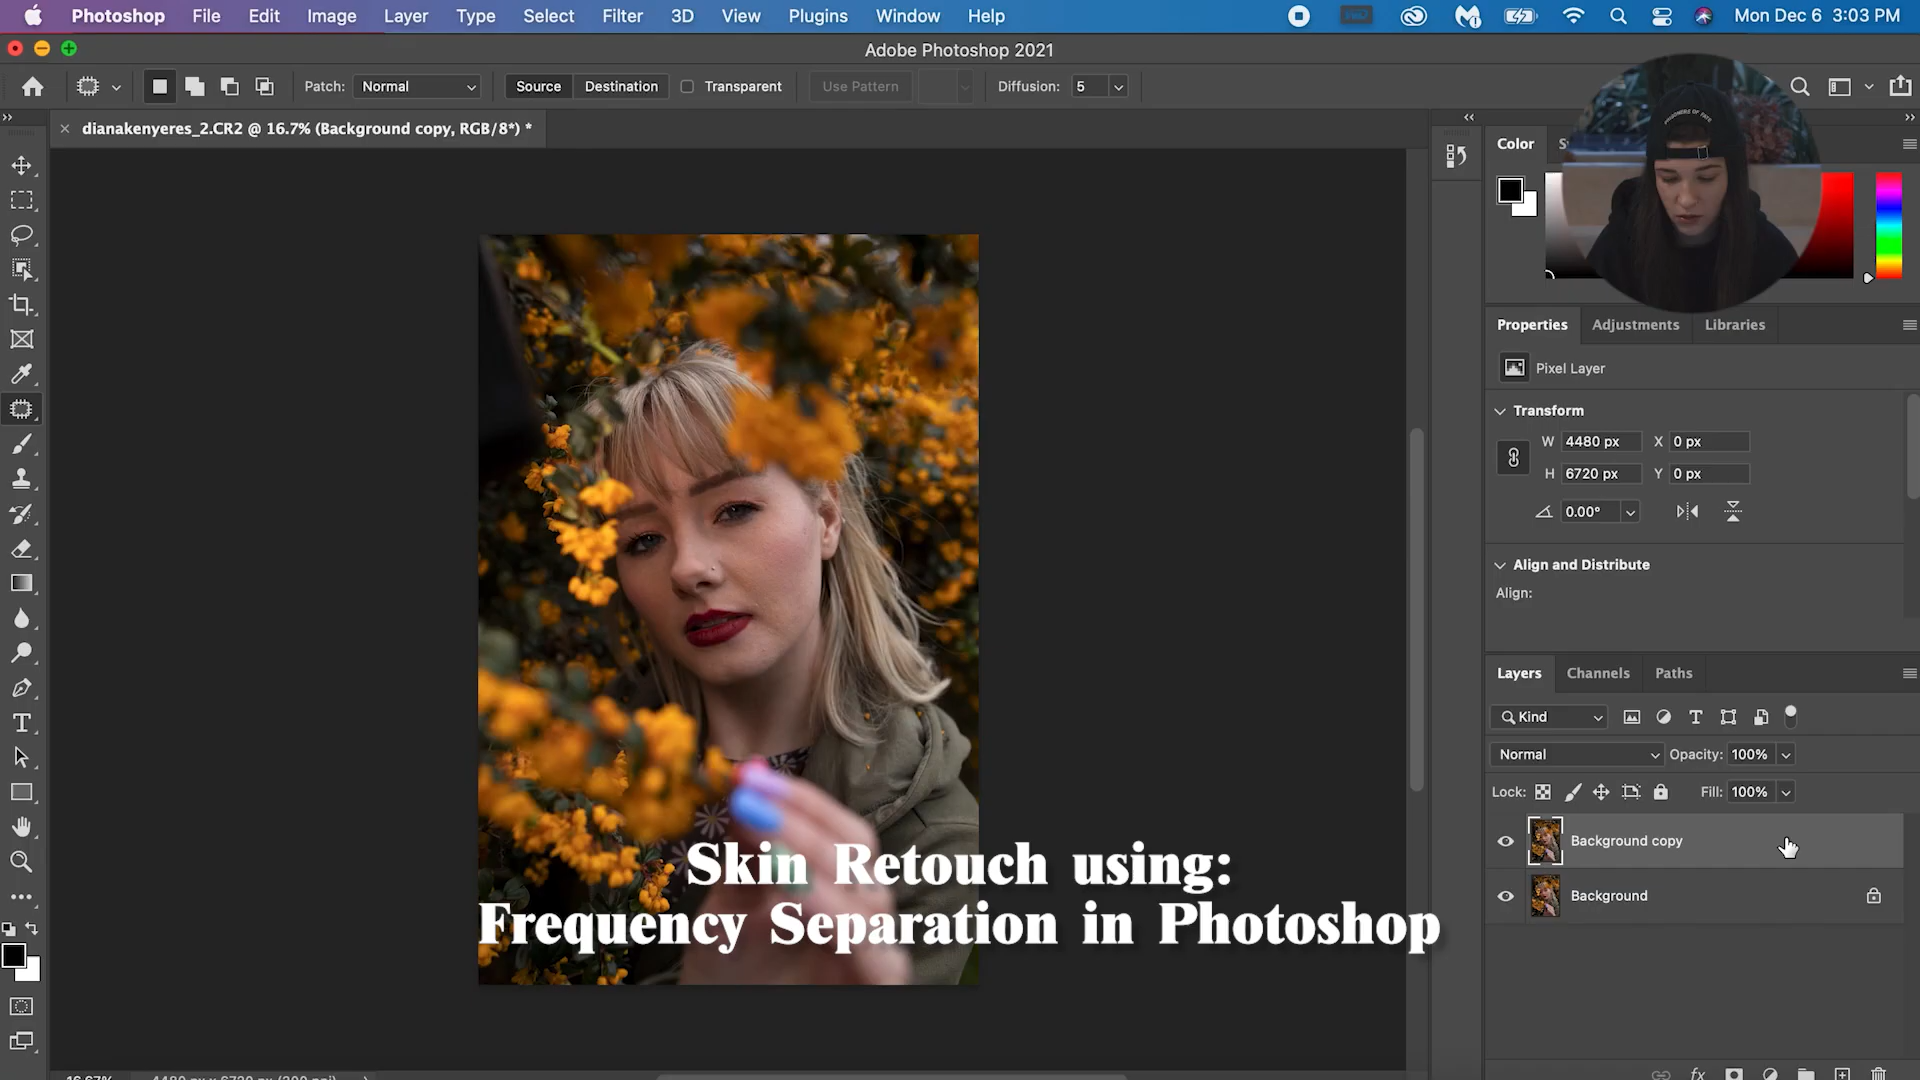 Photoshop File Edit Image Layer Type Select Filter 3D View Plugins Window Help Mon Dec 6 3:03 PM
Adobe Photoshop 2021
Patch: Normal Source Destination Transparent Use Pattern Diffusion: 5
dianakenyeres_2.CR2 @ 16.7% (Background copy, RGB/8*) *
Color
Properties Adjustments Libraries
Pixel Layer
Transform
W 4480 px X 0 px
H 6720 px Y 0 px
0.00°
Align and Distribute
Align:
Layers Channels Paths
Kind
Normal Opacity: 100%
Lock: Fill: 100%
Background copy
Background
Skin Retouch using:
Frequency Separation in Photoshop